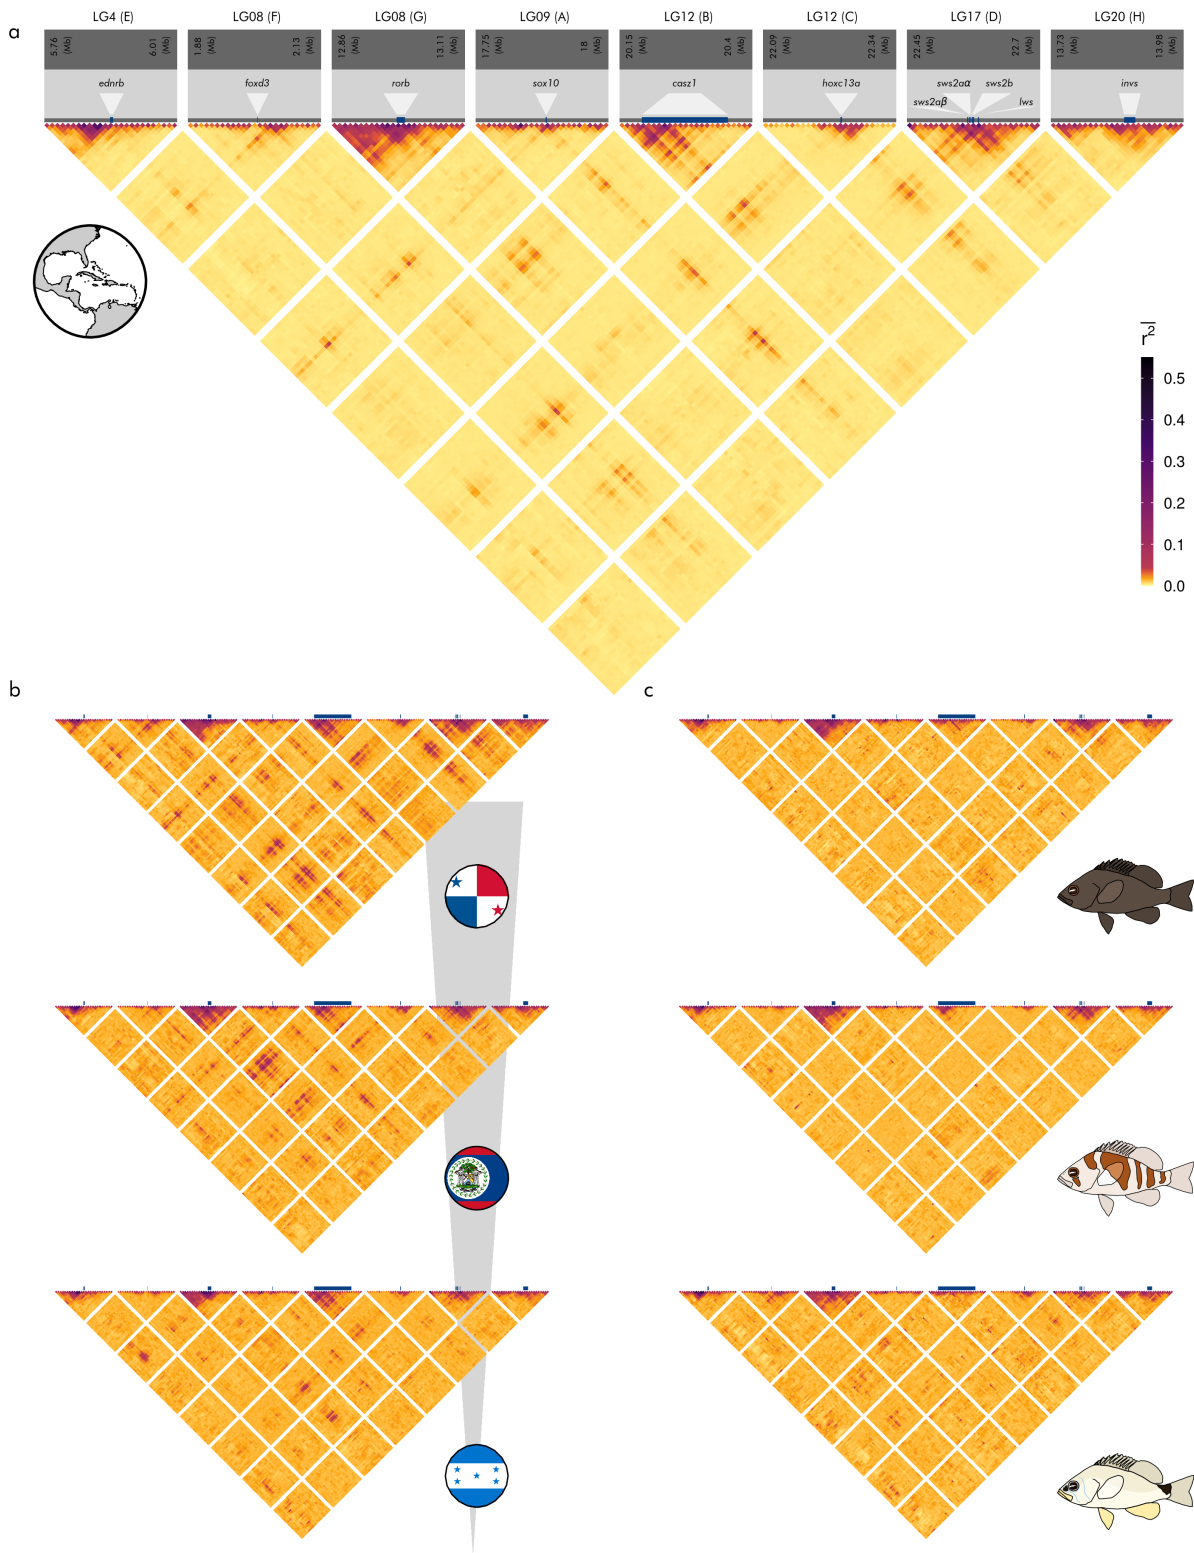 a
LG4 (E) LG08 (F) LG08 (G) LG09 (A) LG12 (B) LG12 (C) LG17 (D) LG20 (H)
5.76 (Mb) 6.01 (Mb) 1.88 (Mb) 2.13 (Mb) 12.86 (Mb) 13.11 (Mb) 17.75 (Mb) 18 (Mb) 20.15 (Mb) 20.4 (Mb) 22.09 (Mb) 22.34 (Mb) 22.45 (Mb) 22.7 (Mb) 13.73 (Mb) 13.98 (Mb)
ednrb foxd3 rorb sox10 casz1 hoxc13a sws2aα sws2b invs
sws2aβ lws
r2
0.5
0.4
0.3
0.2
0.1
0.0
b
c